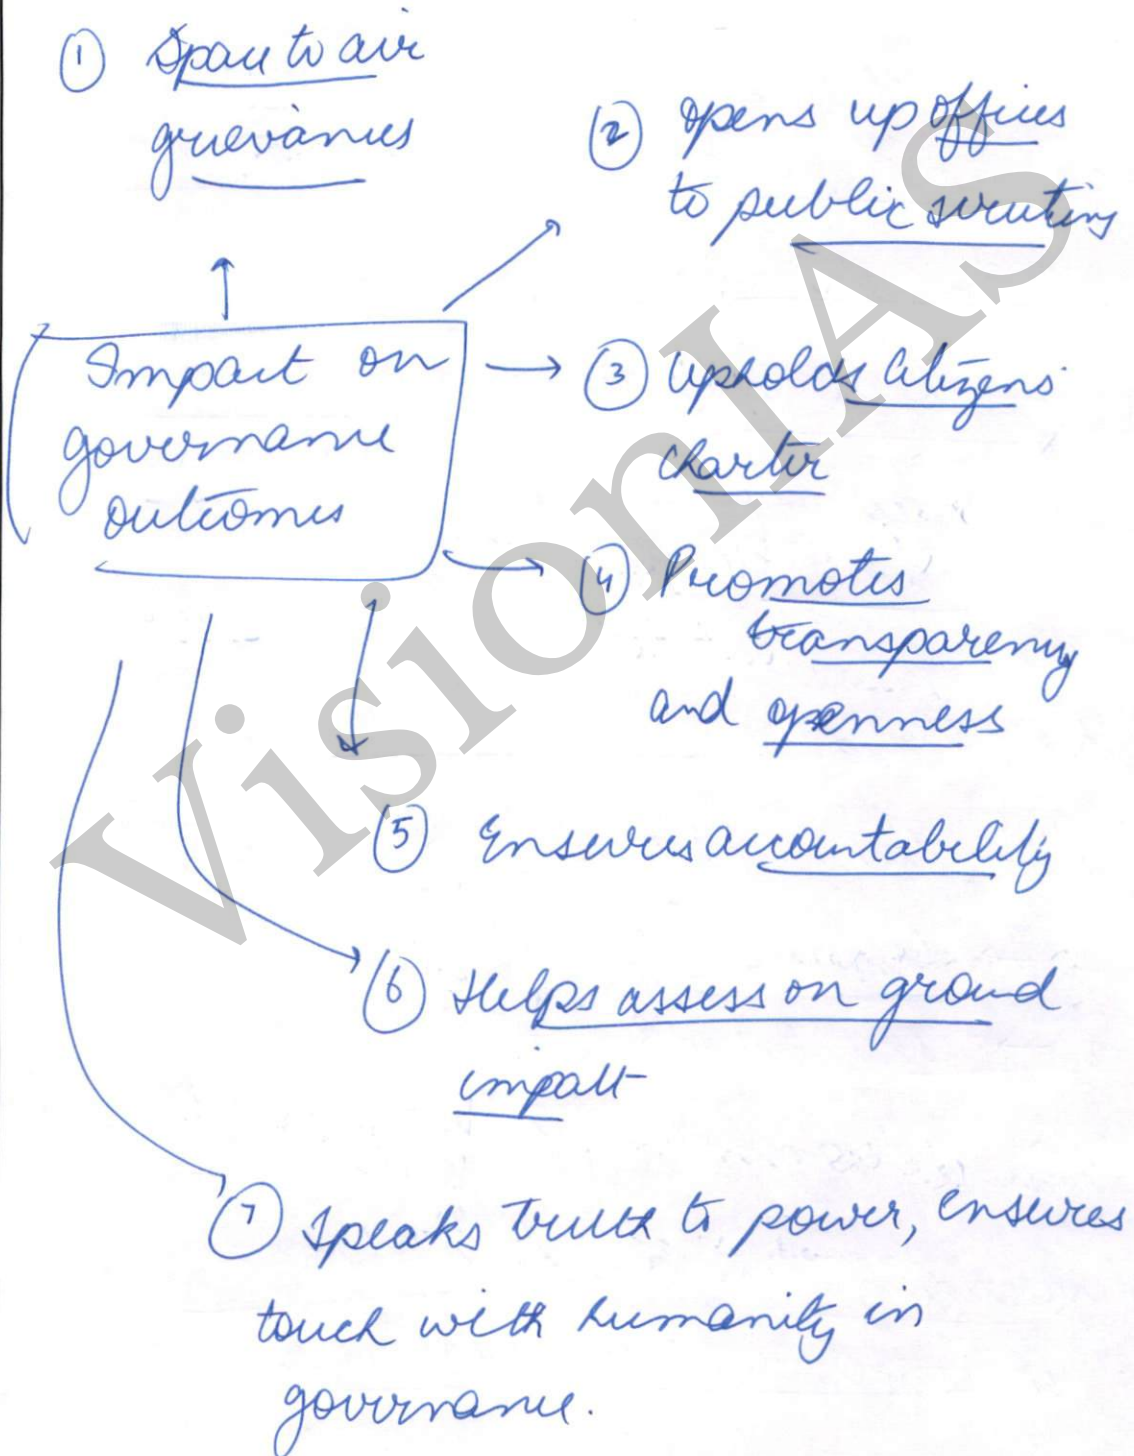 ① Space to air
grievances
② opens up offices
to public scrutiny
Impact on
governance
outcomes
③ Upholds Citizens'
Charter
④ Promotes
transparency
and openness
⑤ Ensures accountability
⑥ Helps assess on ground
impact
⑦ Speaks truth to power, ensures
touch with humanity in
governance.
VisionIAS